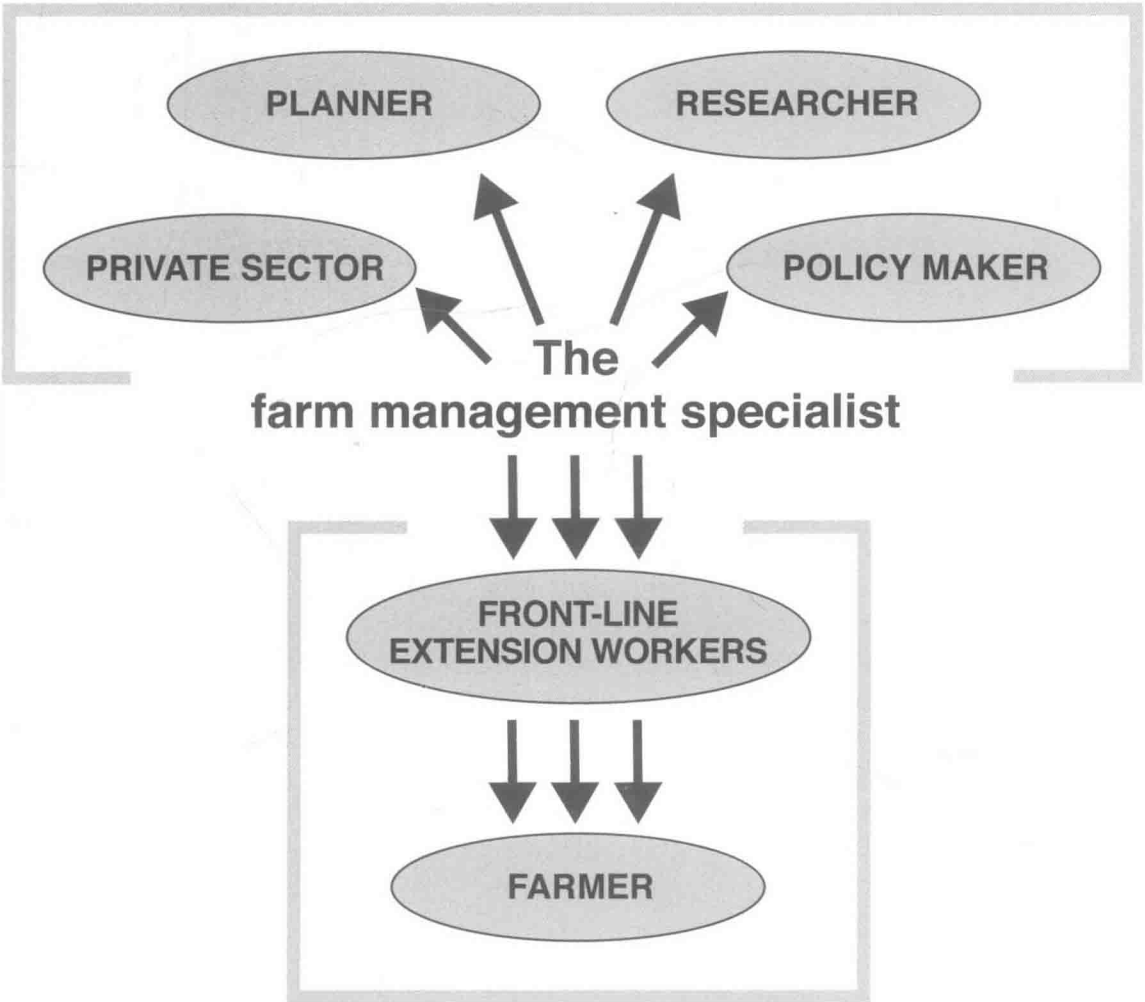 PLANNER
RESEARCHER
PRIVATE SECTOR
POLICY MAKER
The
farm management specialist
FRONT-LINE
EXTENSION WORKERS
FARMER